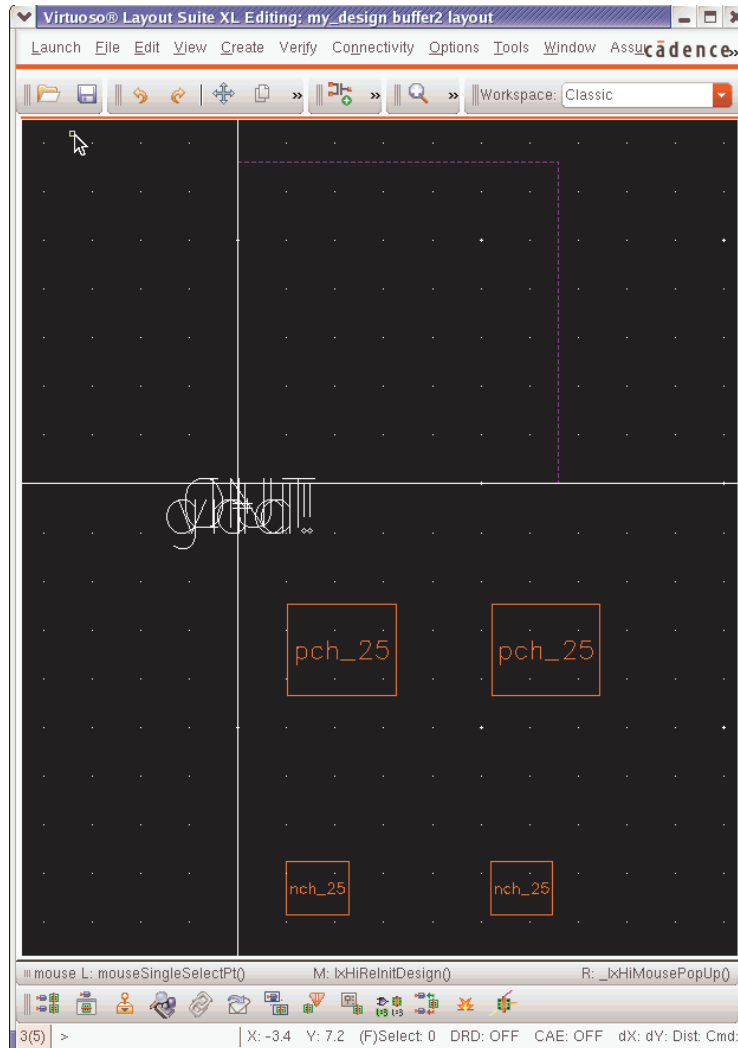 Virtuoso® Layout Suite XL Editing: my_design buffer2 layout
Launch File Edit View Create Verify Connectivity Options Tools Window Assu cādence »
» » » Workspace: Classic
pch_25 pch_25
nch_25 nch_25
mouse L: mouseSingleSelectPt() M: lxHiReInitDesign() R: _lxHiMousePopUp()
3(5) > X: -3.4 Y: 7.2 (F)Select: 0 DRD: OFF CAE: OFF dX: dY: Dist: Cmd: